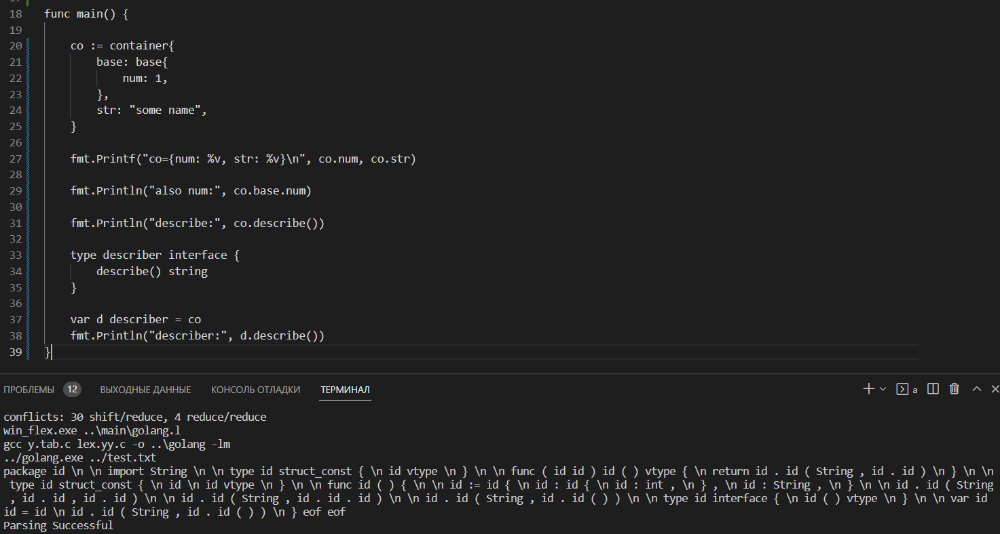 18 func main() {
19
20 co := container{
21 base: base{
22 num: 1,
23 },
24 str: "some name",
25 }
26
27 fmt.Printf("co={num: %v, str: %v}\n", co.num, co.str)
28
29 fmt.Println("also num:", co.base.num)
30
31 fmt.Println("describe:", co.describe())
32
33 type describer interface {
34 describe() string
35 }
36
37 var d describer = co
38 fmt.Println("describer:", d.describe())
39 }
ПРОБЛЕМЫ 12 ВЫХОДНЫЕ ДАННЫЕ КОНСОЛЬ ОТЛАДКИ ТЕРМИНАЛ a
conflicts: 30 shift/reduce, 4 reduce/reduce
win_flex.exe ..\main\golang.l
gcc y.tab.c lex.yy.c -o ..\golang -lm
../golang.exe ../test.txt
package id \n \n import String \n \n type id struct_const { \n id vtype \n } \n \n func ( id id ) id ( ) vtype { \n return id . id ( String , id . id ) \n } \n \n
type id struct_const { \n id \n id vtype \n } \n \n func id ( ) { \n \n id := id { \n id : id { \n id : int , \n } , \n id : String , \n } \n \n id . id ( String
, id . id , id . id ) \n \n id . id ( String , id . id . id ) \n \n id . id ( String , id . id ( ) ) \n \n type id interface { \n id ( ) vtype \n } \n \n var id
id = id \n id . id ( String , id . id ( ) ) \n } eof eof
Parsing Successful